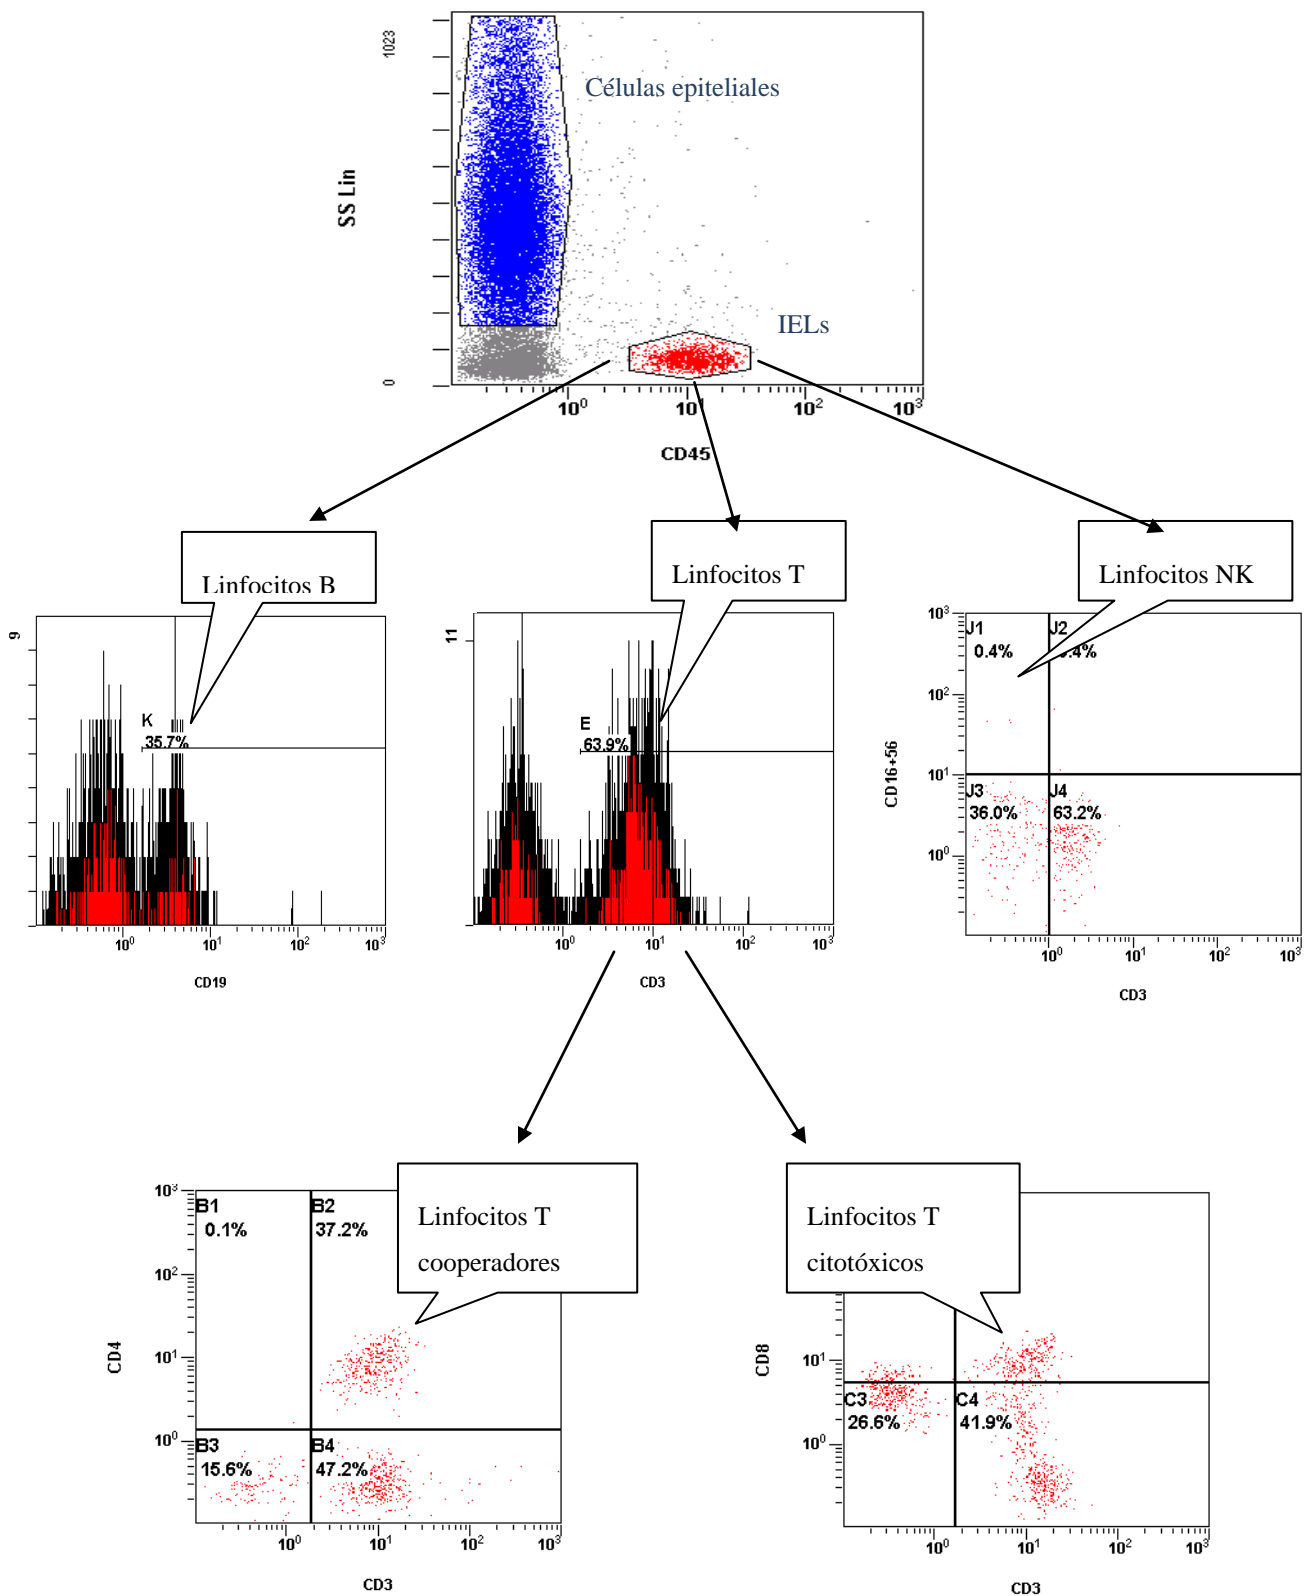 1023
Células epiteliales
SS Lin
IELs
0
10^0 10^1 10^2 10^3
CD45
Linfocitos B
Linfocitos T
Linfocitos NK
9
K
35.7%
10^0 10^1 10^2 10^3
CD19
11
E
63.9%
10^0 10^1 10^2 10^3
CD3
10^3
J1 J2
0.4%
10^2
CD16+56
10^1
J3 J4
36.0% 63.2%
10^0
10^0 10^1 10^2 10^3
CD3
Linfocitos T
cooperadores
Linfocitos T
citotóxicos
10^3
B1 B2
0.1% 37.2%
10^2
CD4
10^1
10^0
B3 B4
15.6% 47.2%
10^0 10^1 10^2 10^3
CD3
CD8
10^1
C3 C4
26.6% 41.9%
10^0
10^0 10^1 10^2 10^3
CD3